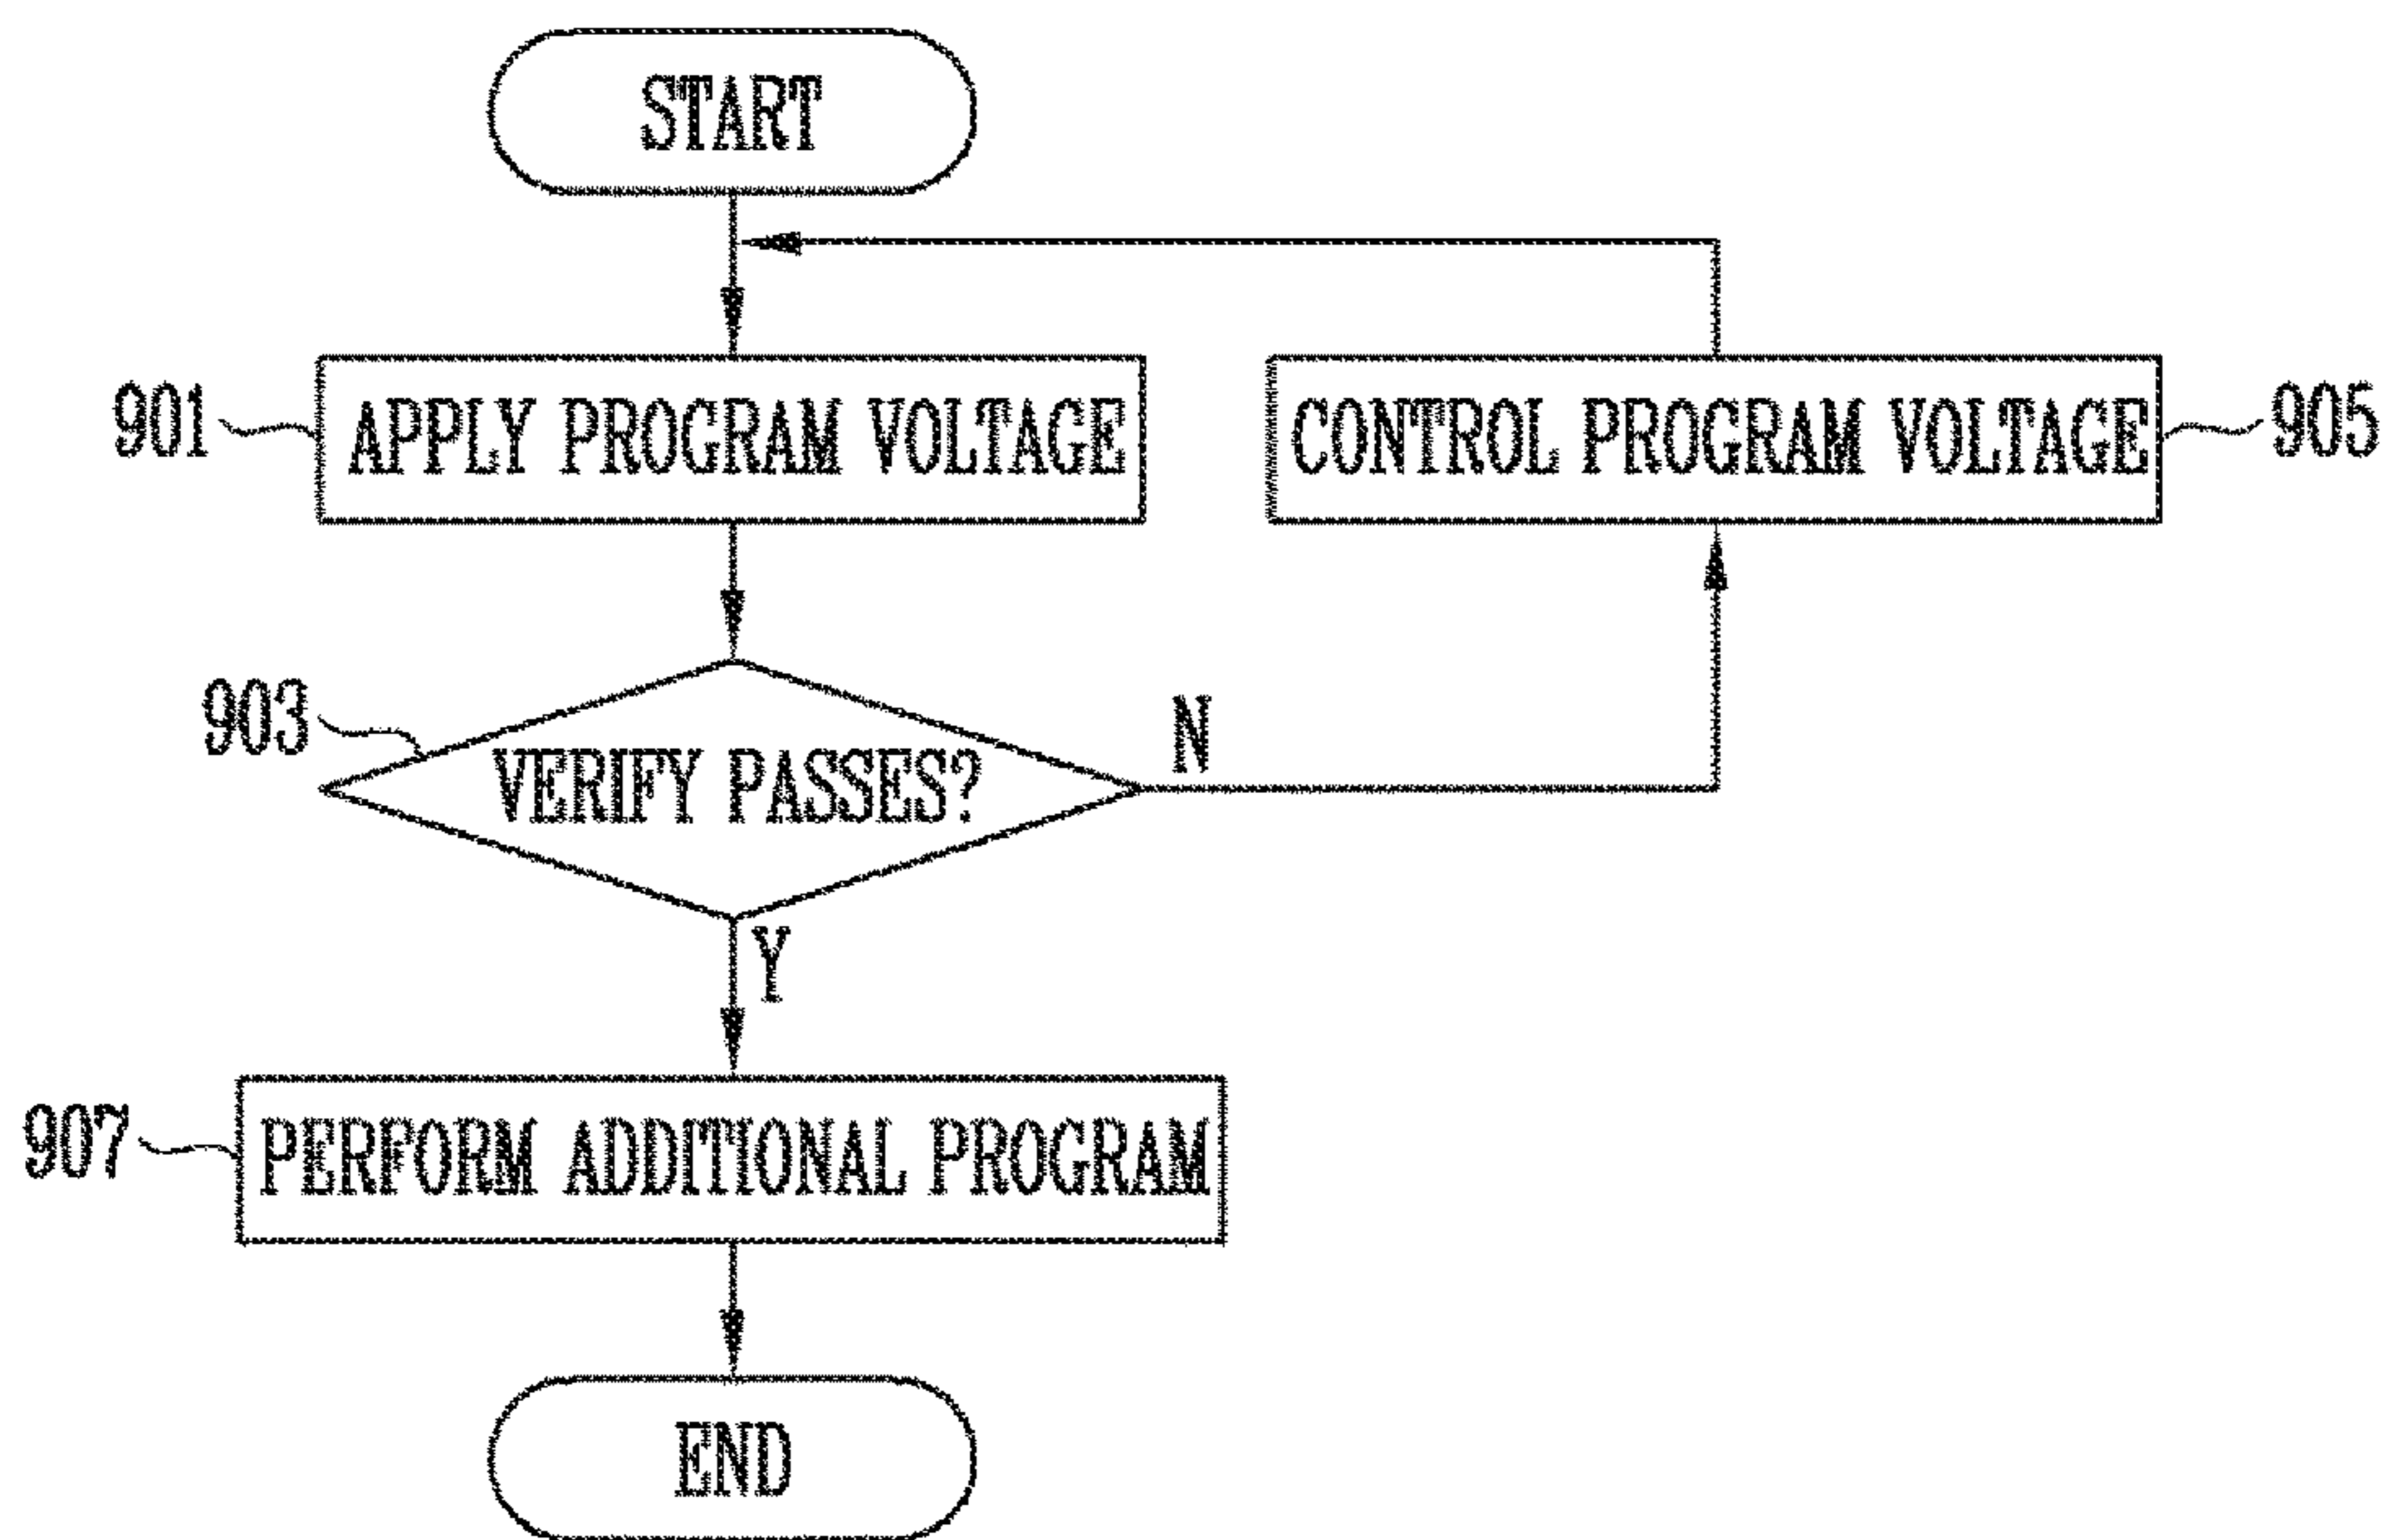 START
901
APPLY PROGRAM VOLTAGE
CONTROL PROGRAM VOLTAGE
905
903
VERIFY PASSES?
N
Y
907
PERFORM ADDITIONAL PROGRAM
END